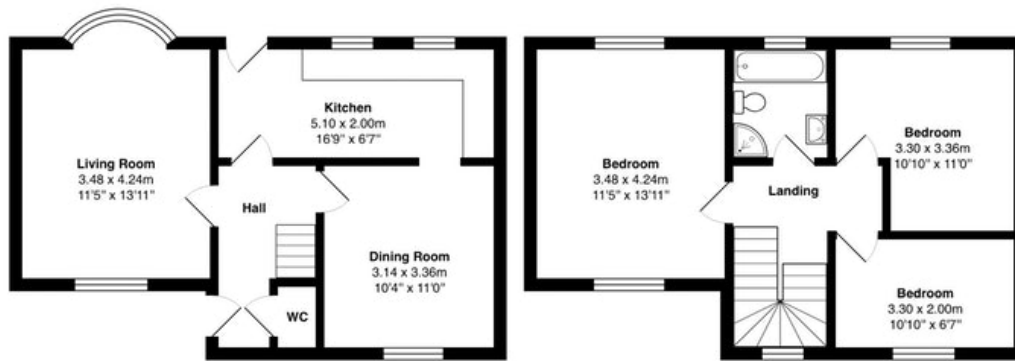 Living Room
3.48 x 4.24m
11'5" x 13'11"
Kitchen
5.10 x 2.00m
16'9" x 6'7"
Hall
Dining Room
3.14 x 3.36m
10'4" x 11'0"
WC
Bedroom
3.48 x 4.24m
11'5" x 13'11"
Landing
Bedroom
3.30 x 3.36m
10'10" x 11'0"
Bedroom
3.30 x 2.00m
10'10" x 6'7"